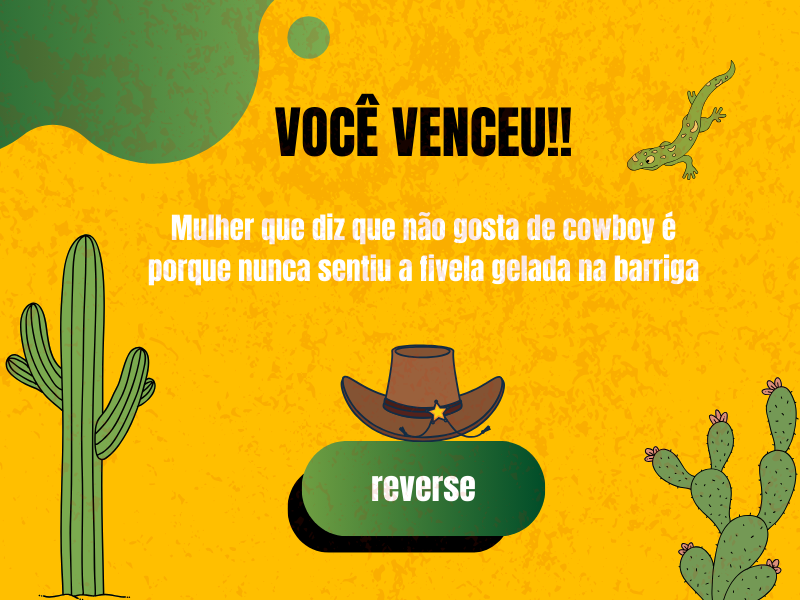 VOCÊ VENCEU!!
Mulher que diz que não gosta de cowboy é
porque nunca sentiu a fivela gelada na barriga
reverse